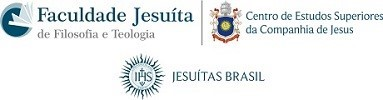 Faculdade Jesuíta
de Filosofia e Teologia
Centro de Estudos Superiores
da Companhia de Jesus
IHS
JESUÍTAS BRASIL